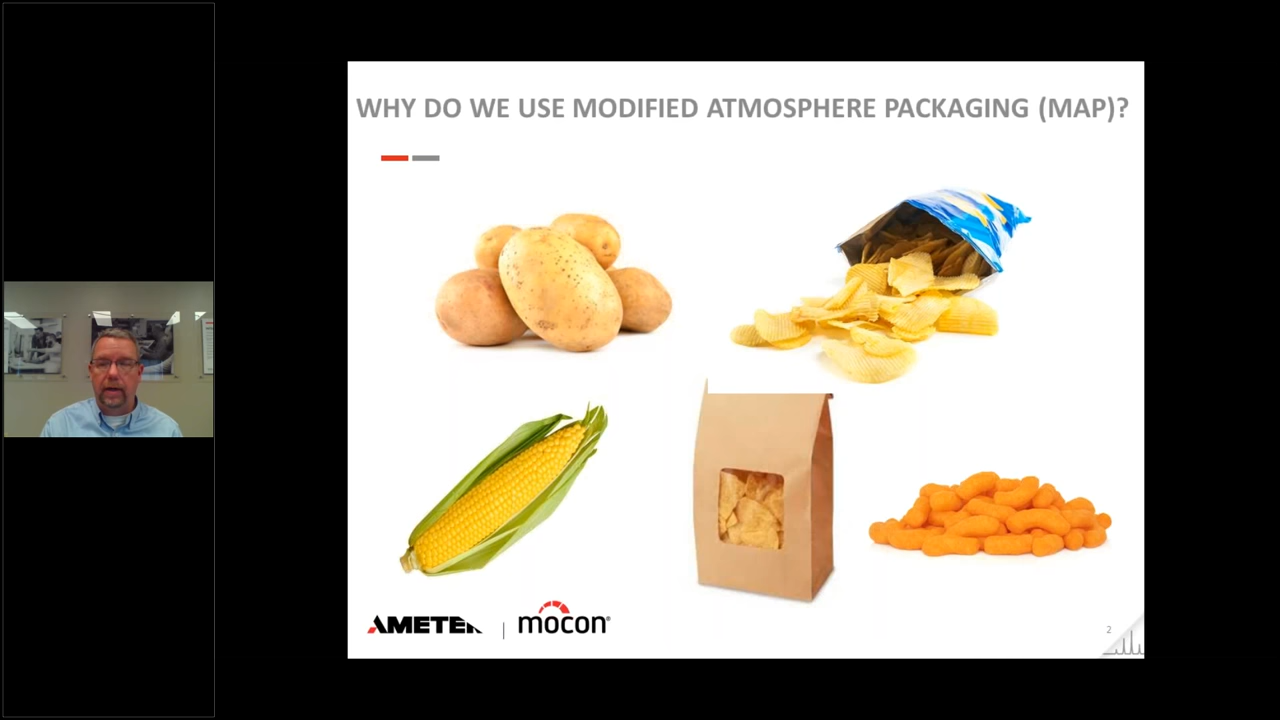 WHY DO WE USE MODIFIED ATMOSPHERE PACKAGING (MAP)?
AMETEK | mocon®
2